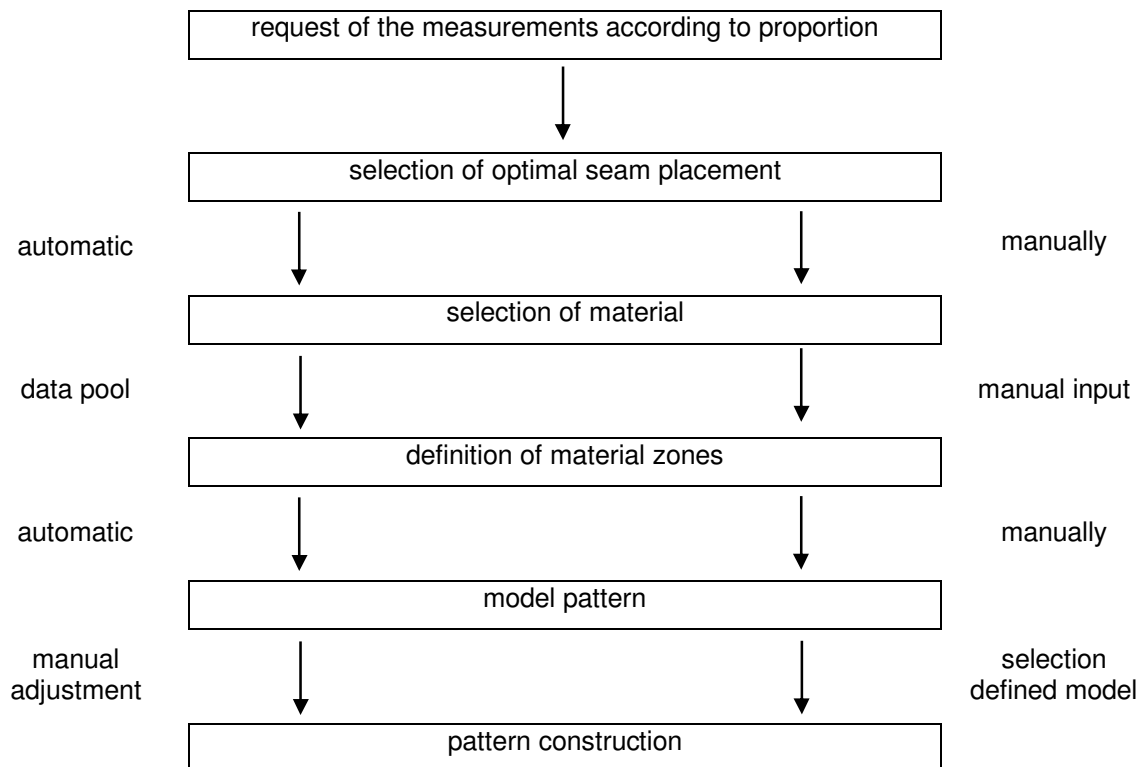 request of the measurements according to proportion
selection of optimal seam placement
automatic
manually
selection of material
data pool
manual input
definition of material zones
automatic
manually
model pattern
manual
adjustment
selection
defined model
pattern construction